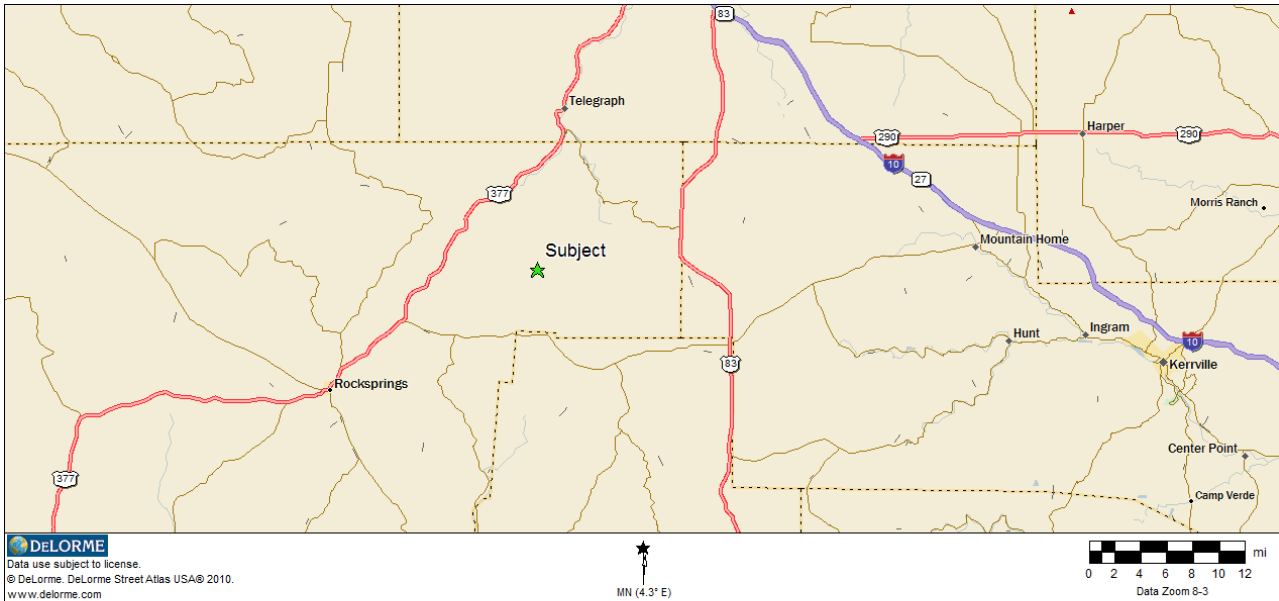 83
Telegraph
290
Harper
290
10
27
377
Morris Ranch
Mountain Home
Subject
Hunt
Ingram
10
83
Kerrville
Rocksprings
Center Point
377
Camp Verde
DELORME
Data use subject to license.
© DeLorme. DeLorme Street Atlas USA® 2010.
www.delorme.com
MN (4.3° E)
mi
0 2 4 6 8 10 12
Data Zoom 8-3